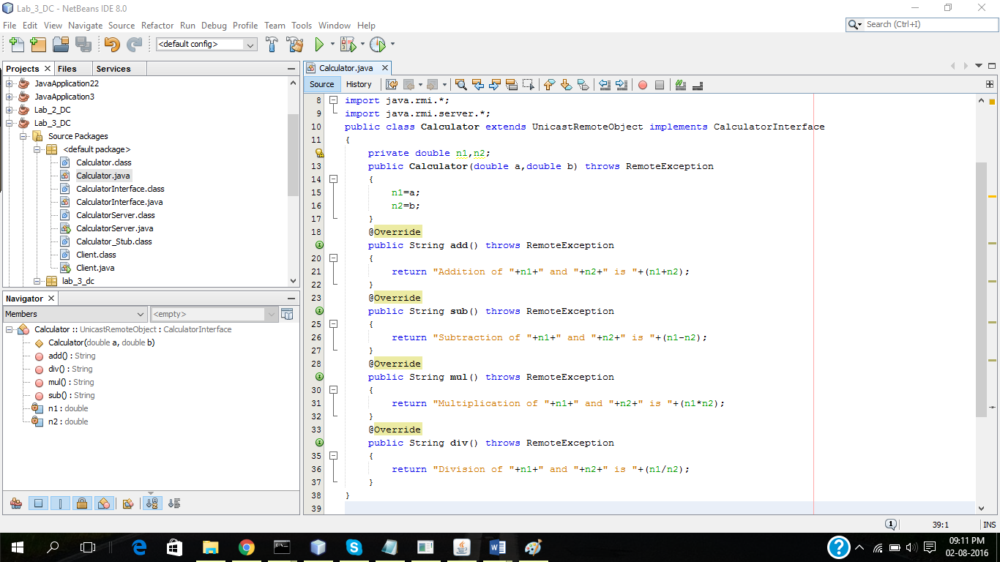 Lab_3_DC - NetBeans IDE 8.0
File Edit View Navigate Source Refactor Run Debug Profile Team Tools Window Help
Search (Ctrl+I)
<default config>
Projects Files Services
JavaApplication22
JavaApplication3
Lab_2_DC
Lab_3_DC
Source Packages
<default package>
Calculator.class
Calculator.java
CalculatorInterface.class
CalculatorInterface.java
CalculatorServer.class
CalculatorServer.java
Calculator_Stub.class
Client.class
Client.java
lab_3_dc
Navigator
Members
<empty>
Calculator :: UnicastRemoteObject : CalculatorInterface
Calculator(double a, double b)
add() : String
div() : String
mul() : String
sub() : String
n1 : double
n2 : double
Calculator.java
Source History
8 import java.rmi.*;
9 import java.rmi.server.*;
10 public class Calculator extends UnicastRemoteObject implements CalculatorInterface
11 {
private double n1,n2;
13 public Calculator(double a,double b) throws RemoteException
14 {
15 n1=a;
16 n2=b;
17 }
18 @Override
public String add() throws RemoteException
20 {
21 return "Addition of "+n1+" and "+n2+" is "+(n1+n2);
22 }
23 @Override
public String sub() throws RemoteException
25 {
26 return "Subtraction of "+n1+" and "+n2+" is "+(n1-n2);
27 }
28 @Override
public String mul() throws RemoteException
30 {
31 return "Multiplication of "+n1+" and "+n2+" is "+(n1*n2);
32 }
33 @Override
public String div() throws RemoteException
35 {
36 return "Division of "+n1+" and "+n2+" is "+(n1/n2);
37 }
38 }
39
1 39:1 INS
09:11 PM
02-08-2016